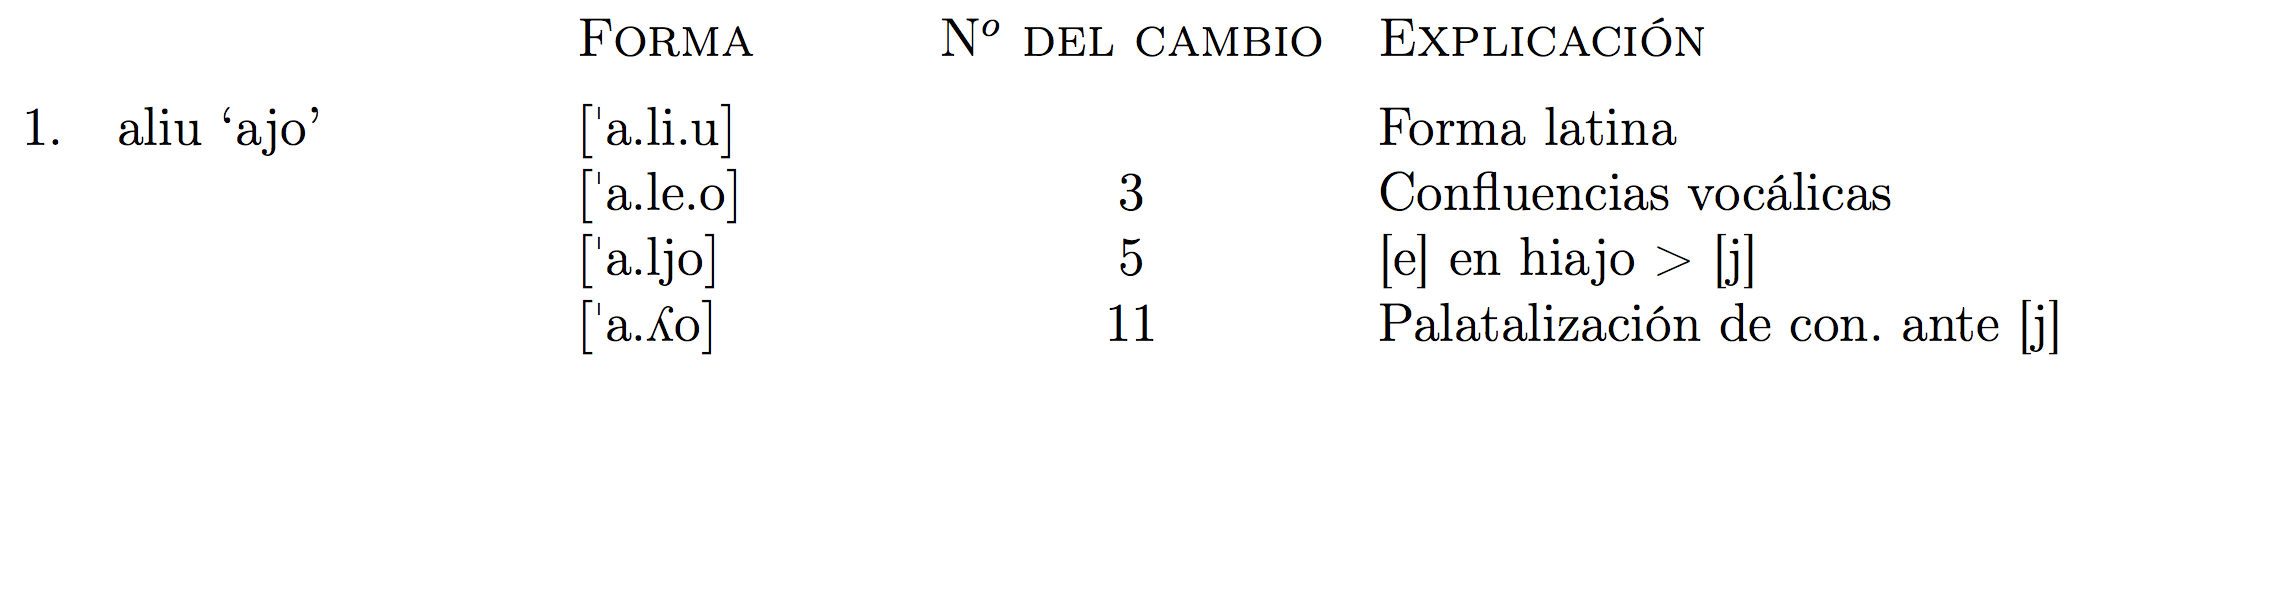 Forma Nº del cambio Explicación
1. aliu ‘ajo’ [ˈa.li.u] Forma latina
[ˈa.le.o] 3 Confluencias vocálicas
[ˈa.ljo] 5 [e] en hiajo > [j]
[ˈa.ʎo] 11 Palatalización de con. ante [j]